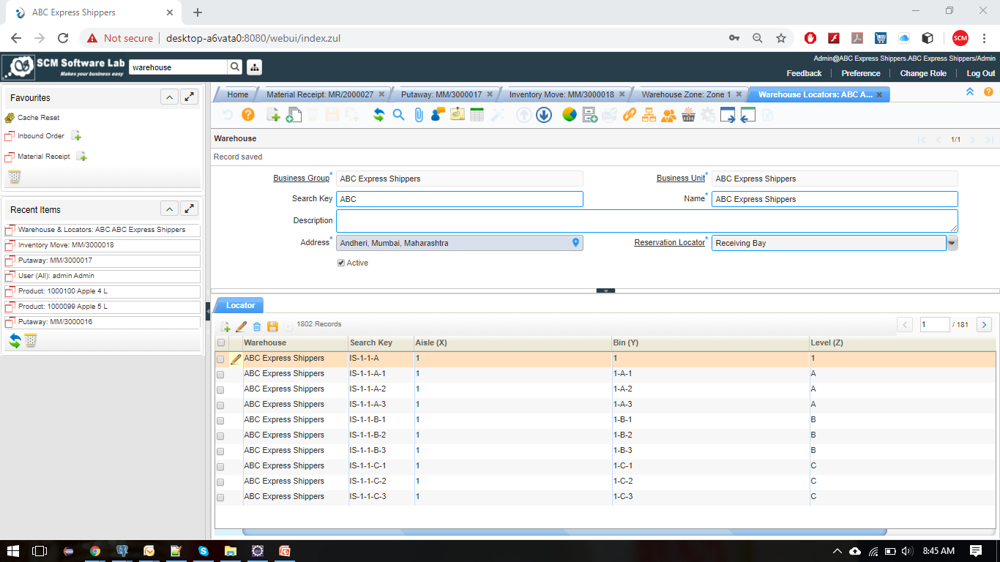 ABC Express Shippers
Not secure desktop-a6vata0:8080/webui/index.zul
SCM
SCM Software Lab
Makes your business easy
warehouse
Admin@ABC Express Shippers.ABC Express Shippers/Admin
Feedback Preference Change Role Log Out
Favourites
Cache Reset
Inbound Order
Material Receipt
Recent Items
Warehouse & Locators: ABC ABC Express Shippers
Inventory Move: MM/3000018
Putaway: MM/3000017
User (All): admin Admin
Product: 1000100 Apple 4 L
Product: 1000099 Apple 5 L
Putaway: MM/3000016
Home Material Receipt: MR/2000027 Putaway: MM/3000017 Inventory Move: MM/3000018 Warehouse Zone: Zone 1 Warehouse Locators: ABC A...
Warehouse 1/1
Record saved
Business Group* ABC Express Shippers Business Unit* ABC Express Shippers
Search Key ABC Name* ABC Express Shippers
Description
Address* Andheri, Mumbai, Maharashtra Reservation Locator* Receiving Bay
Active
Locator
1802 Records 1 / 181
Warehouse Search Key Aisle (X) Bin (Y) Level (Z)
ABC Express Shippers IS-1-1-A 1 1 1
ABC Express Shippers IS-1-1-A-1 1 1-A-1 A
ABC Express Shippers IS-1-1-A-2 1 1-A-2 A
ABC Express Shippers IS-1-1-A-3 1 1-A-3 A
ABC Express Shippers IS-1-1-B-1 1 1-B-1 B
ABC Express Shippers IS-1-1-B-2 1 1-B-2 B
ABC Express Shippers IS-1-1-B-3 1 1-B-3 B
ABC Express Shippers IS-1-1-C-1 1 1-C-1 C
ABC Express Shippers IS-1-1-C-2 1 1-C-2 C
ABC Express Shippers IS-1-1-C-3 1 1-C-3 C
8:45 AM